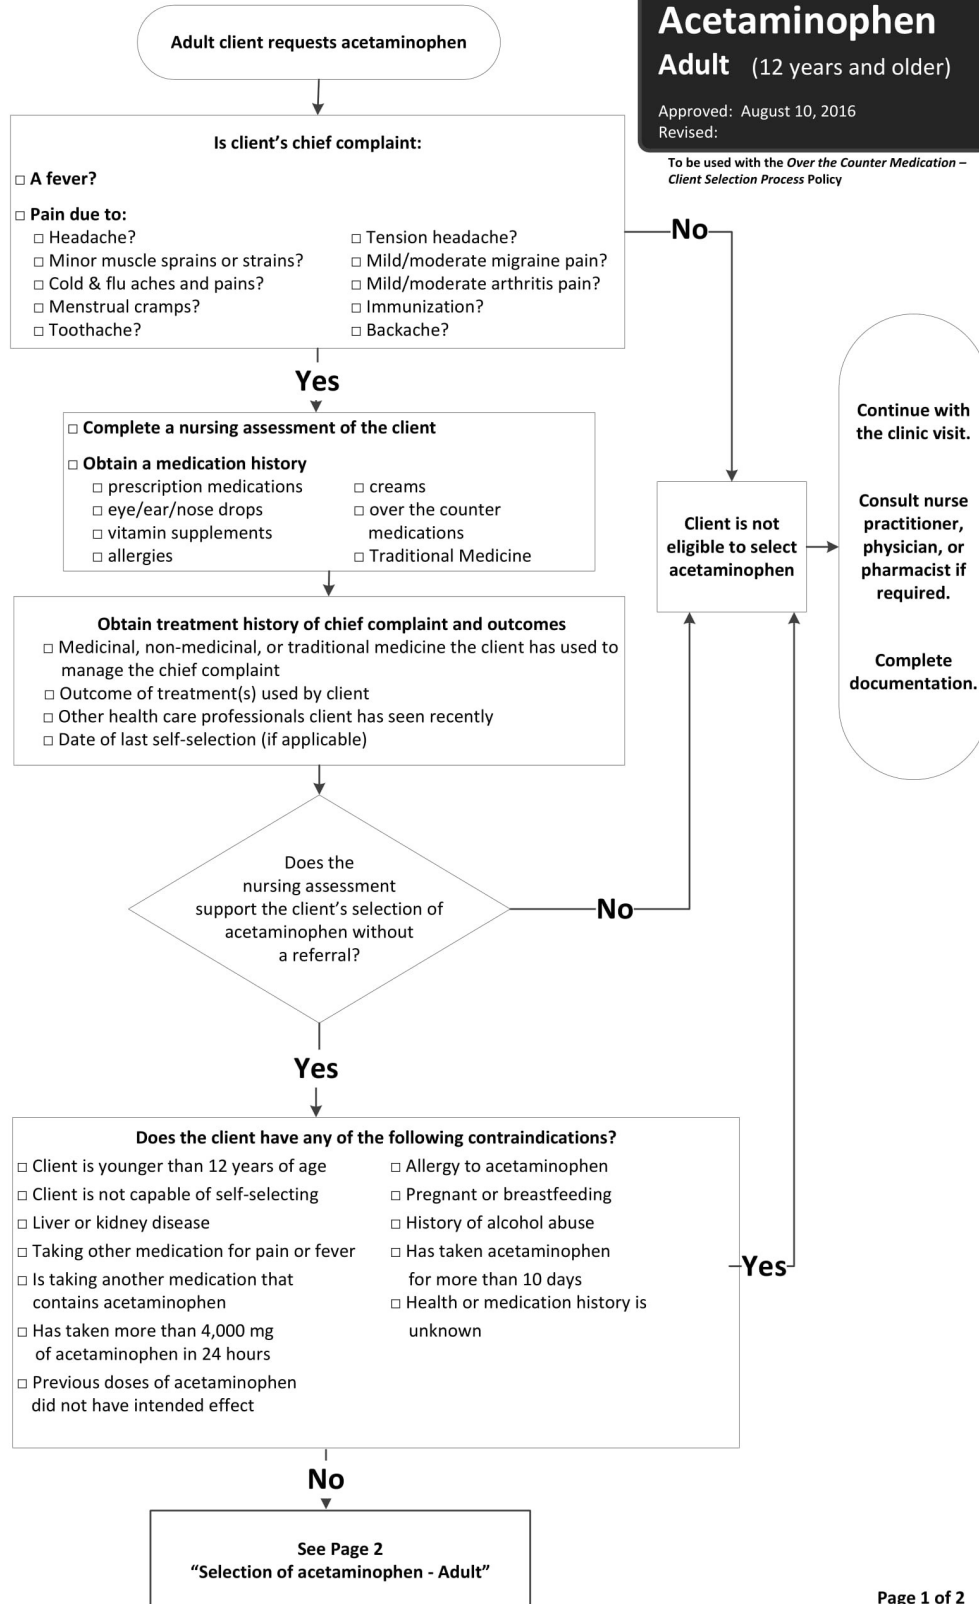 Acetaminophen
Adult (12 years and older)
Approved: August 10, 2016
Revised:
To be used with the Over the Counter Medication –
Client Selection Process Policy
Adult client requests acetaminophen
Is client's chief complaint:
□ A fever?
□ Pain due to:
□ Headache?
□ Minor muscle sprains or strains?
□ Cold & flu aches and pains?
□ Menstrual cramps?
□ Toothache?
□ Tension headache?
□ Mild/moderate migraine pain?
□ Mild/moderate arthritis pain?
□ Immunization?
□ Backache?
No
Yes
□ Complete a nursing assessment of the client
□ Obtain a medication history
□ prescription medications
□ eye/ear/nose drops
□ vitamin supplements
□ allergies
□ creams
□ over the counter
medications
□ Traditional Medicine
Client is not
eligible to select
acetaminophen
Continue with
the clinic visit.
Consult nurse
practitioner,
physician, or
pharmacist if
required.
Complete
documentation.
Obtain treatment history of chief complaint and outcomes
□ Medicinal, non-medicinal, or traditional medicine the client has used to
manage the chief complaint
□ Outcome of treatment(s) used by client
□ Other health care professionals client has seen recently
□ Date of last self-selection (if applicable)
Does the
nursing assessment
support the client's selection of
acetaminophen without
a referral?
No
Yes
Does the client have any of the following contraindications?
□ Client is younger than 12 years of age
□ Client is not capable of self-selecting
□ Liver or kidney disease
□ Taking other medication for pain or fever
□ Is taking another medication that
contains acetaminophen
□ Has taken more than 4,000 mg
of acetaminophen in 24 hours
□ Previous doses of acetaminophen
did not have intended effect
□ Allergy to acetaminophen
□ Pregnant or breastfeeding
□ History of alcohol abuse
□ Has taken acetaminophen
for more than 10 days
□ Health or medication history is
unknown
Yes
No
See Page 2
"Selection of acetaminophen - Adult"
Page 1 of 2